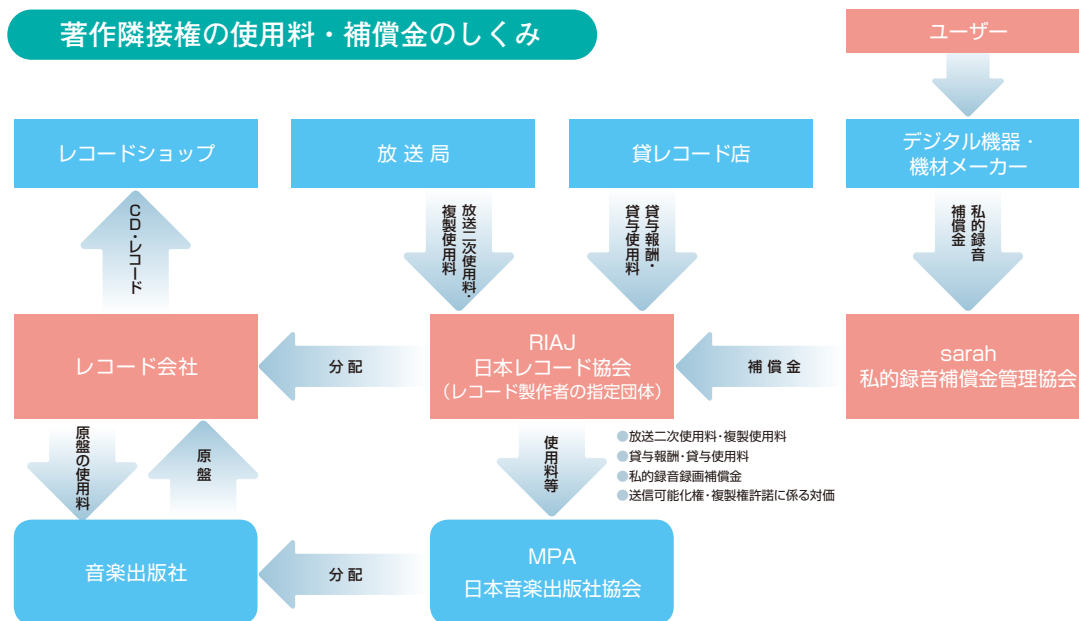 著作隣接権の使用料・補償金のしくみ
ユーザー
レコードショップ
放送局
貸レコード店
デジタル機器・
機材メーカー
CD・レコード
放送二次使用料・
複製使用料
貸与報酬・
貸与使用料
私的録音
補償金
レコード会社
分配
RIAJ
日本レコード協会
(レコード製作者の指定団体)
補償金
sarah
私的録音補償金管理協会
原盤の使用料
原盤
使用料等
●放送二次使用料・複製使用料
●貸与報酬・貸与使用料
●私的録音録画補償金
●送信可能化権・複製権許諾に係る対価
音楽出版社
分配
MPA
日本音楽出版社協会